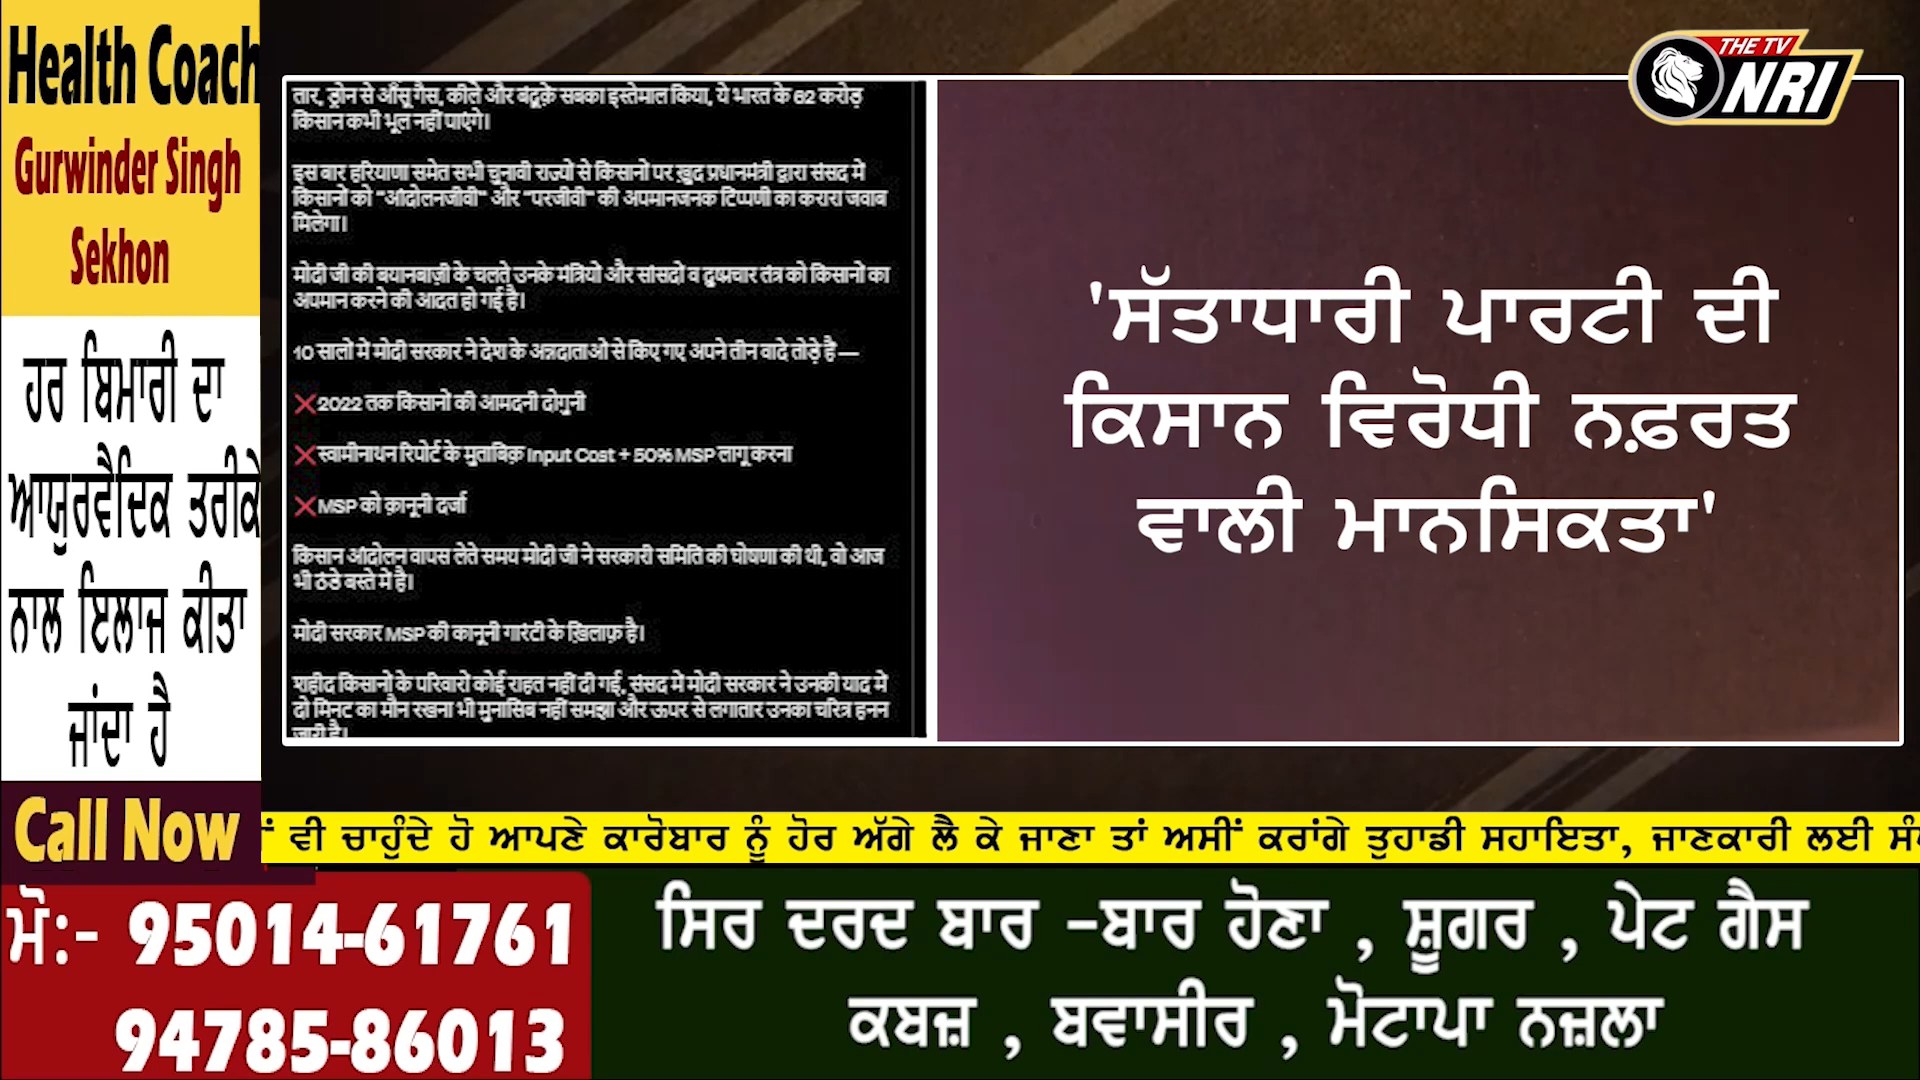 Health Coach
Gurwinder Singh
Sekhon
ਹਰ ਬਿਮਾਰੀ ਦਾ
ਆਯੁਰਵੈਦਿਕ ਤਰੀਕੇ
ਨਾਲ ਇਲਾਜ ਕੀਤਾ
ਜਾਂਦਾ ਹੈ
Call Now
ਮੋ:- 95014-61761
94785-86013
तार, ड्रोन से आँसू गैस, कीलें और बंदूक़ें सबका इस्तेमाल किया, ये भारत के 62 करोड़
किसान कभी भूल नहीं पाएंगे।
इस बार हरियाणा समेत सभी चुनावी राज्यों से किसानों पर ख़ुद प्रधानमंत्री द्वारा संसद में
किसानों को "आंदोलनजीवी" और "परजीवी" की अपमानजनक टिप्पणी का करारा जवाब
मिलेगा।
मोदी जी की बयानबाज़ी के चलते उनके मंत्रियों और सांसदों व दुष्प्रचार तंत्र को किसानों का
अपमान करने की आदत हो गई है।
10 सालों में मोदी सरकार ने देश के अन्नदाताओं से किए गए अपने तीन वादे तोड़े हैं —
❌2022 तक किसानों की आमदनी दोगुनी
❌स्वामीनाथन रिपोर्ट के मुताबिक़ Input Cost + 50% MSP लागू करना
❌MSP को क़ानूनी दर्जा
किसान आंदोलन वापस लेते समय मोदी जी ने सरकारी समिति की घोषणा की थी, वो आज
भी ठंडे बस्ते में है।
मोदी सरकार MSP की कानूनी गारंटी के ख़िलाफ़ है।
शहीद किसानों के परिवारों कोई राहत नहीं दी गई, संसद में मोदी सरकार ने उनकी याद में
दो मिनट का मौन रखना भी मुनासिब नहीं समझा और ऊपर से लगातार उनका चरित्र हनन
जारी है।
THE TV
NRI
'ਸੱਤਾਧਾਰੀ ਪਾਰਟੀ ਦੀ
ਕਿਸਾਨ ਵਿਰੋਧੀ ਨਫ਼ਰਤ
ਵਾਲੀ ਮਾਨਸਿਕਤਾ'
ਵੀ ਚਾਹੁੰਦੇ ਹੋ ਆਪਣੇ ਕਾਰੋਬਾਰ ਨੂੰ ਹੋਰ ਅੱਗੇ ਲੈ ਕੇ ਜਾਣਾ ਤਾਂ ਅਸੀਂ ਕਰਾਂਗੇ ਤੁਹਾਡੀ ਸਹਾਇਤਾ, ਜਾਣਕਾਰੀ ਲਈ
ਸਿਰ ਦਰਦ ਬਾਰ -ਬਾਰ ਹੋਣਾ , ਸ਼ੂਗਰ , ਪੇਟ ਗੈਸ
ਕਬਜ਼ , ਬਵਾਸੀਰ , ਮੋਟਾਪਾ ਨਜ਼ਲਾ